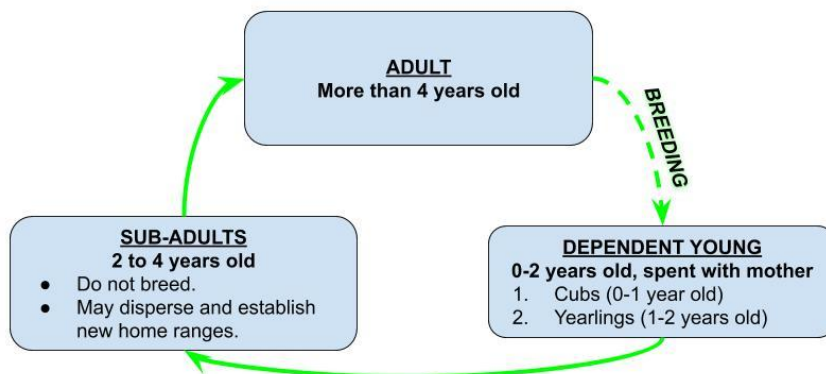 ADULT
More than 4 years old
BREEDING
SUB-ADULTS
2 to 4 years old
● Do not breed.
● May disperse and establish
new home ranges.
DEPENDENT YOUNG
0-2 years old, spent with mother
1. Cubs (0-1 year old)
2. Yearlings (1-2 years old)